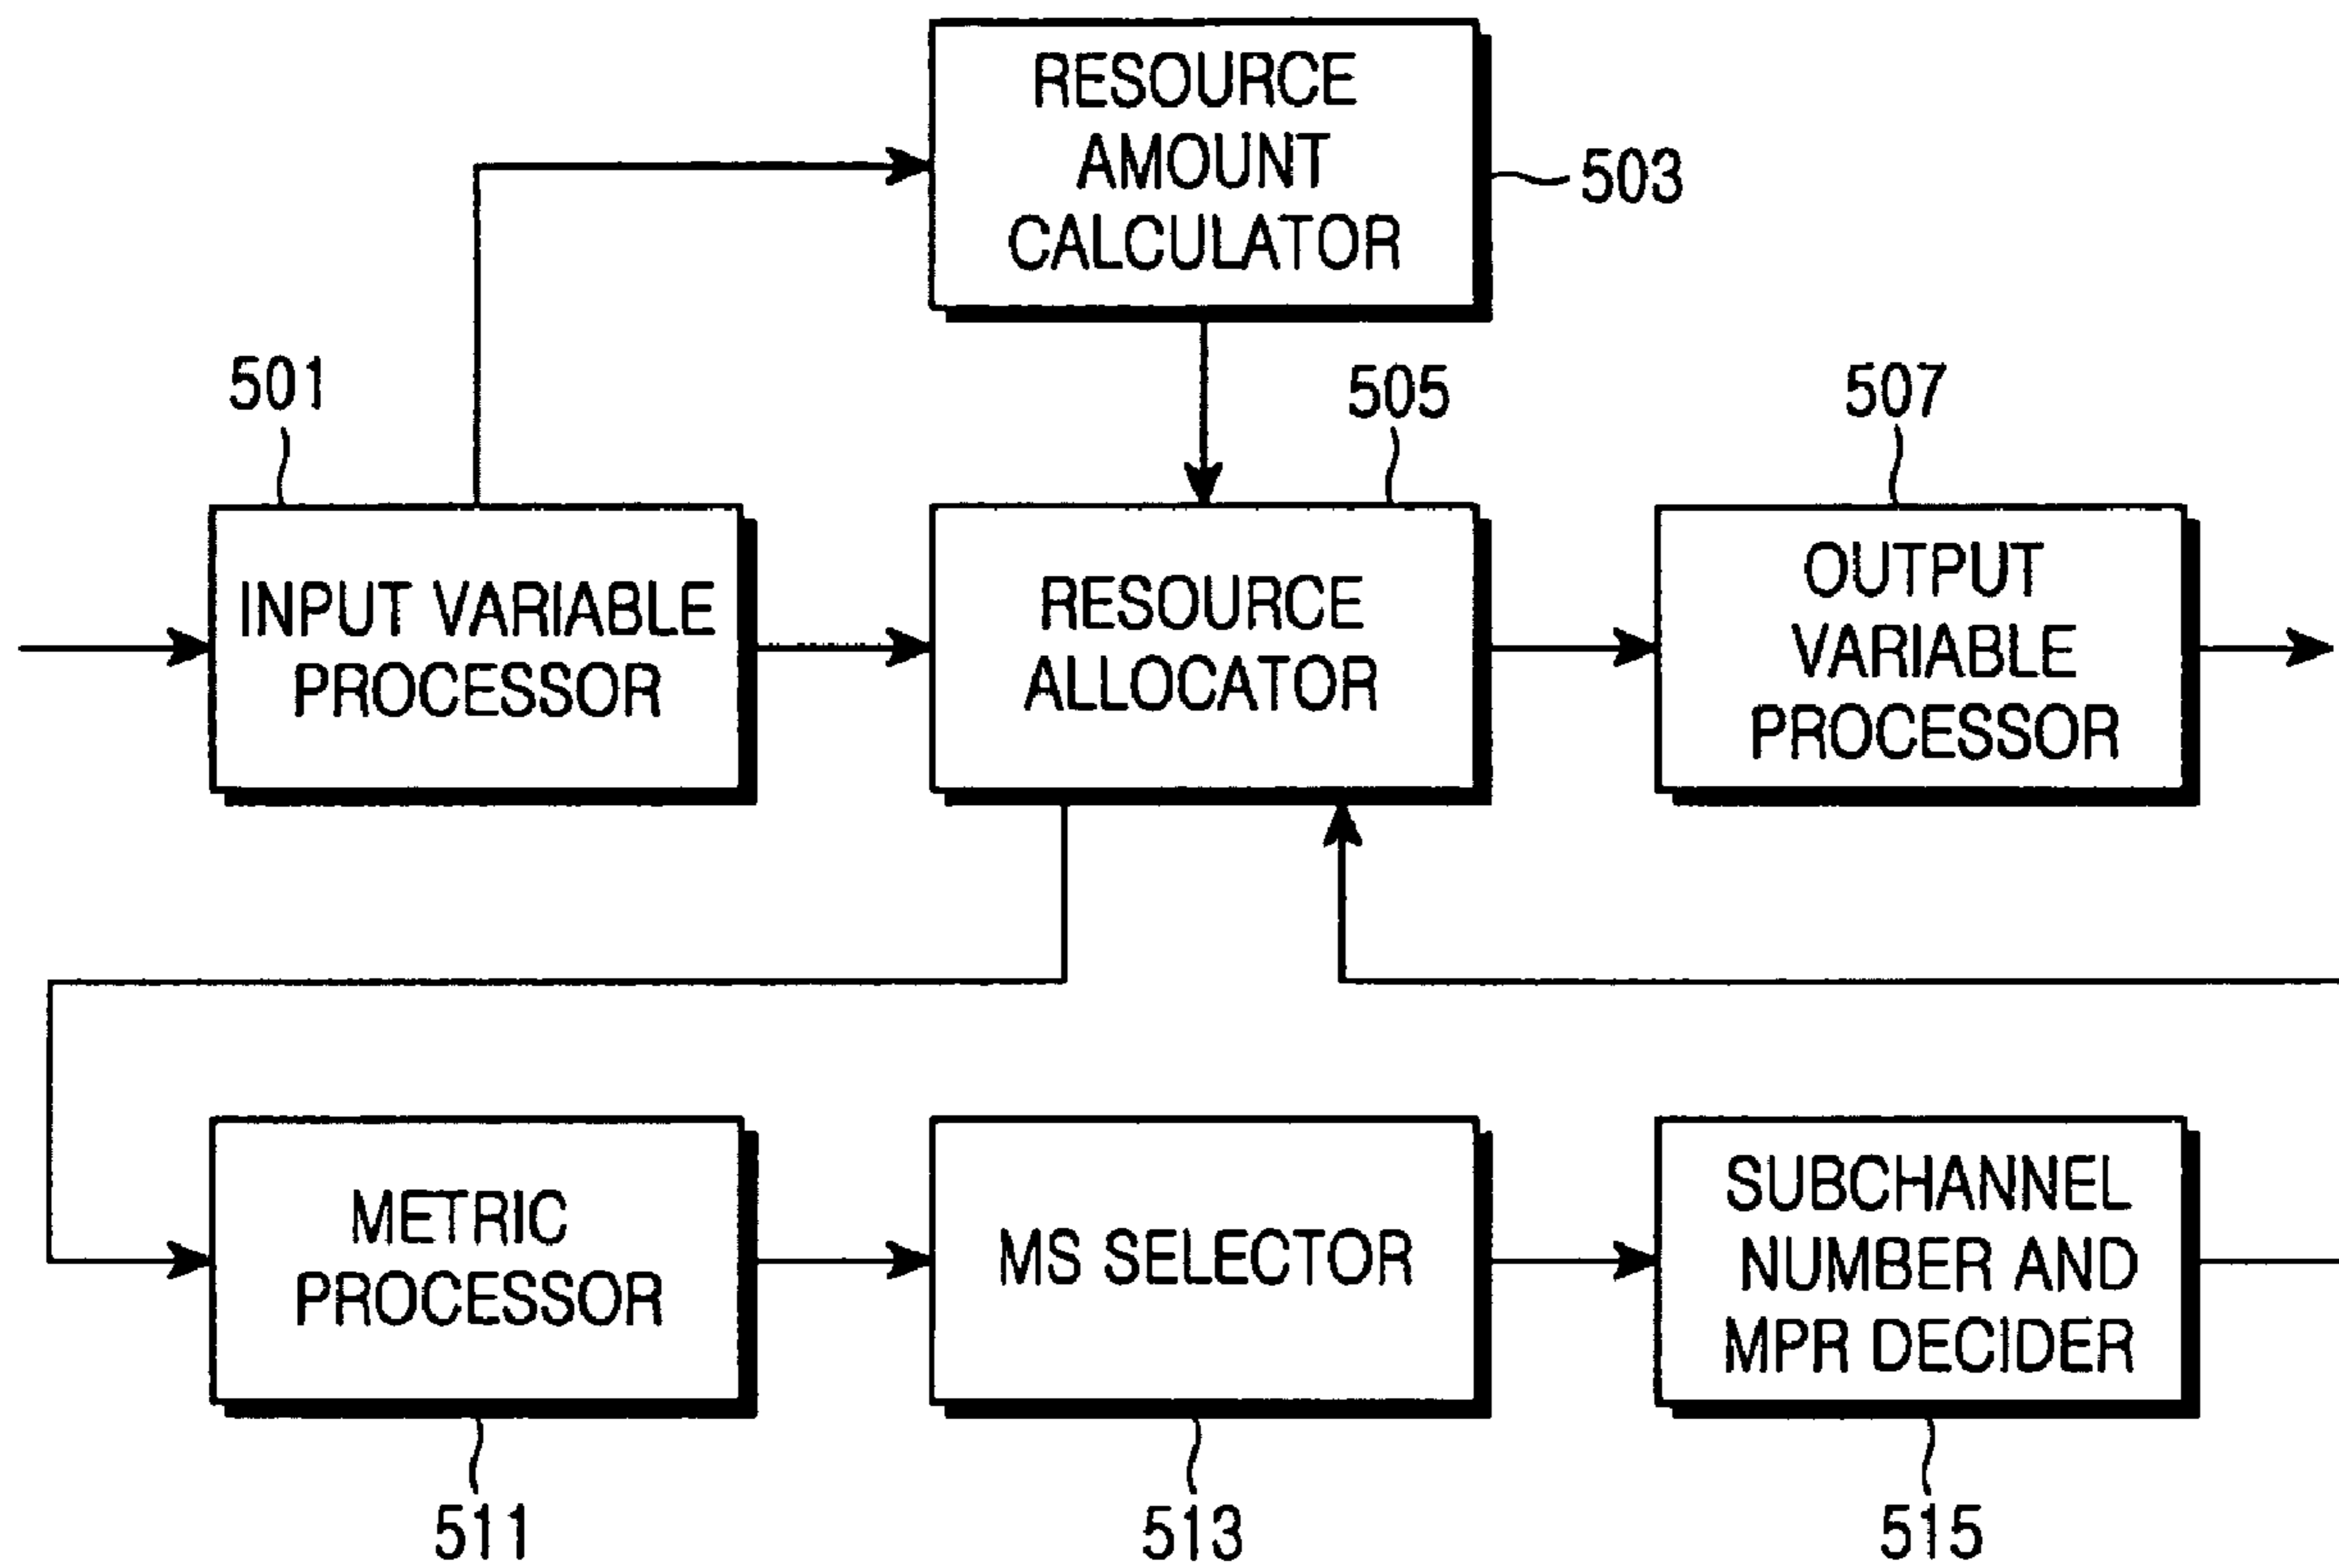 RESOURCE
AMOUNT
CALCULATOR
503
501
505
507
INPUT VARIABLE
PROCESSOR
RESOURCE
ALLOCATOR
OUTPUT
VARIABLE
PROCESSOR
METRIC
PROCESSOR
MS SELECTOR
SUBCHANNEL
NUMBER AND
MPR DECIDER
511
513
515